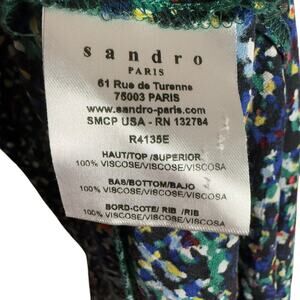 sandro
PARIS
61 Rue de Turenne
75003 PARIS
www.sandro-paris.com
SMCP USA - RN 132784
R4135E
HAUT/TOP /SUPERIOR
100% VISCOSE/VISCOSE/VISCOSA
BAS/BOTTOM/BAJO
100% VISCOSE/VISCOSE/VISCOSA
BORD-COTE/ RIB /RIB
100% VISCOSE/VISCOSE/VISCOSA